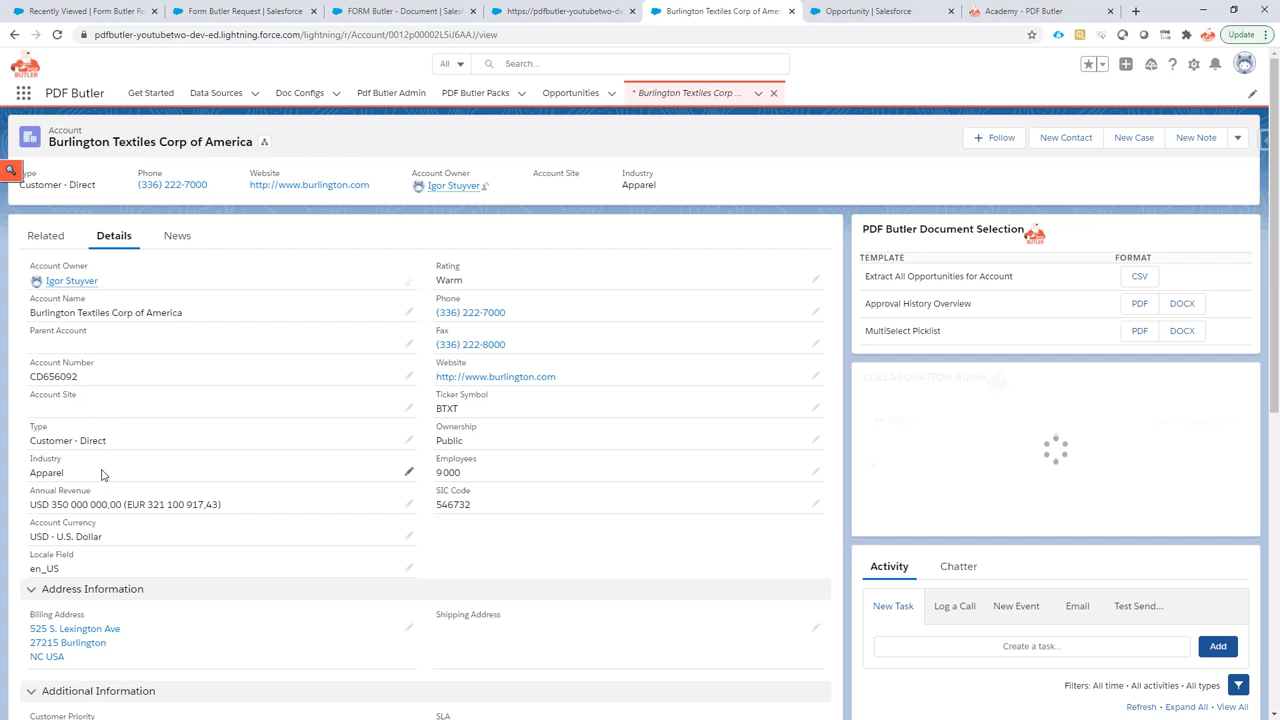 Recently Viewed | Form Butler Req
Form Butler Request | Salesforce
FORM Butler - Document | Sales
https://pdfbutler-youtubetwo-de
Burlington Textiles Corp of Amer
Opportunity | Salesforce
Academy - PDF Butler
pdfbutler-youtubetwo-dev-ed.lightning.force.com/lightning/r/Account/0012p00002L5iJ6AAJ/view
Update
PDF BUTLER
All
Search...
PDF Butler
Get Started
Data Sources
Doc Configs
Pdf Butler Admin
PDF Butler Packs
Opportunities
* Burlington Textiles Corp ...
Account
Burlington Textiles Corp of America
Follow
New Contact
New Case
New Note
Type
Customer - Direct
Phone
(336) 222-7000
Website
http://www.burlington.com
Account Owner
Igor Stuyver
Account Site
Industry
Apparel
Related
Details
News
Account Owner
Igor Stuyver
Rating
Warm
Account Name
Burlington Textiles Corp of America
Phone
(336) 222-7000
Parent Account
Fax
(336) 222-8000
Account Number
CD656092
Website
http://www.burlington.com
Account Site
Ticker Symbol
BTXT
Type
Customer - Direct
Ownership
Public
Industry
Apparel
Employees
9 000
Annual Revenue
USD 350 000 000,00 (EUR 321 100 917,43)
SIC Code
546732
Account Currency
USD - U.S. Dollar
Locale Field
en_US
Address Information
Billing Address
525 S. Lexington Ave
27215 Burlington
NC USA
Shipping Address
Additional Information
Customer Priority
SLA
PDF Butler Document Selection
TEMPLATE
FORMAT
Extract All Opportunities for Account
CSV
Approval History Overview
PDF
DOCX
MultiSelect Picklist
PDF
DOCX
COLLABORATION Butler
Activity
Chatter
New Task
Log a Call
New Event
Email
Test Send...
Create a task...
Add
Filters: All time • All activities • All types
Refresh • Expand All • View All